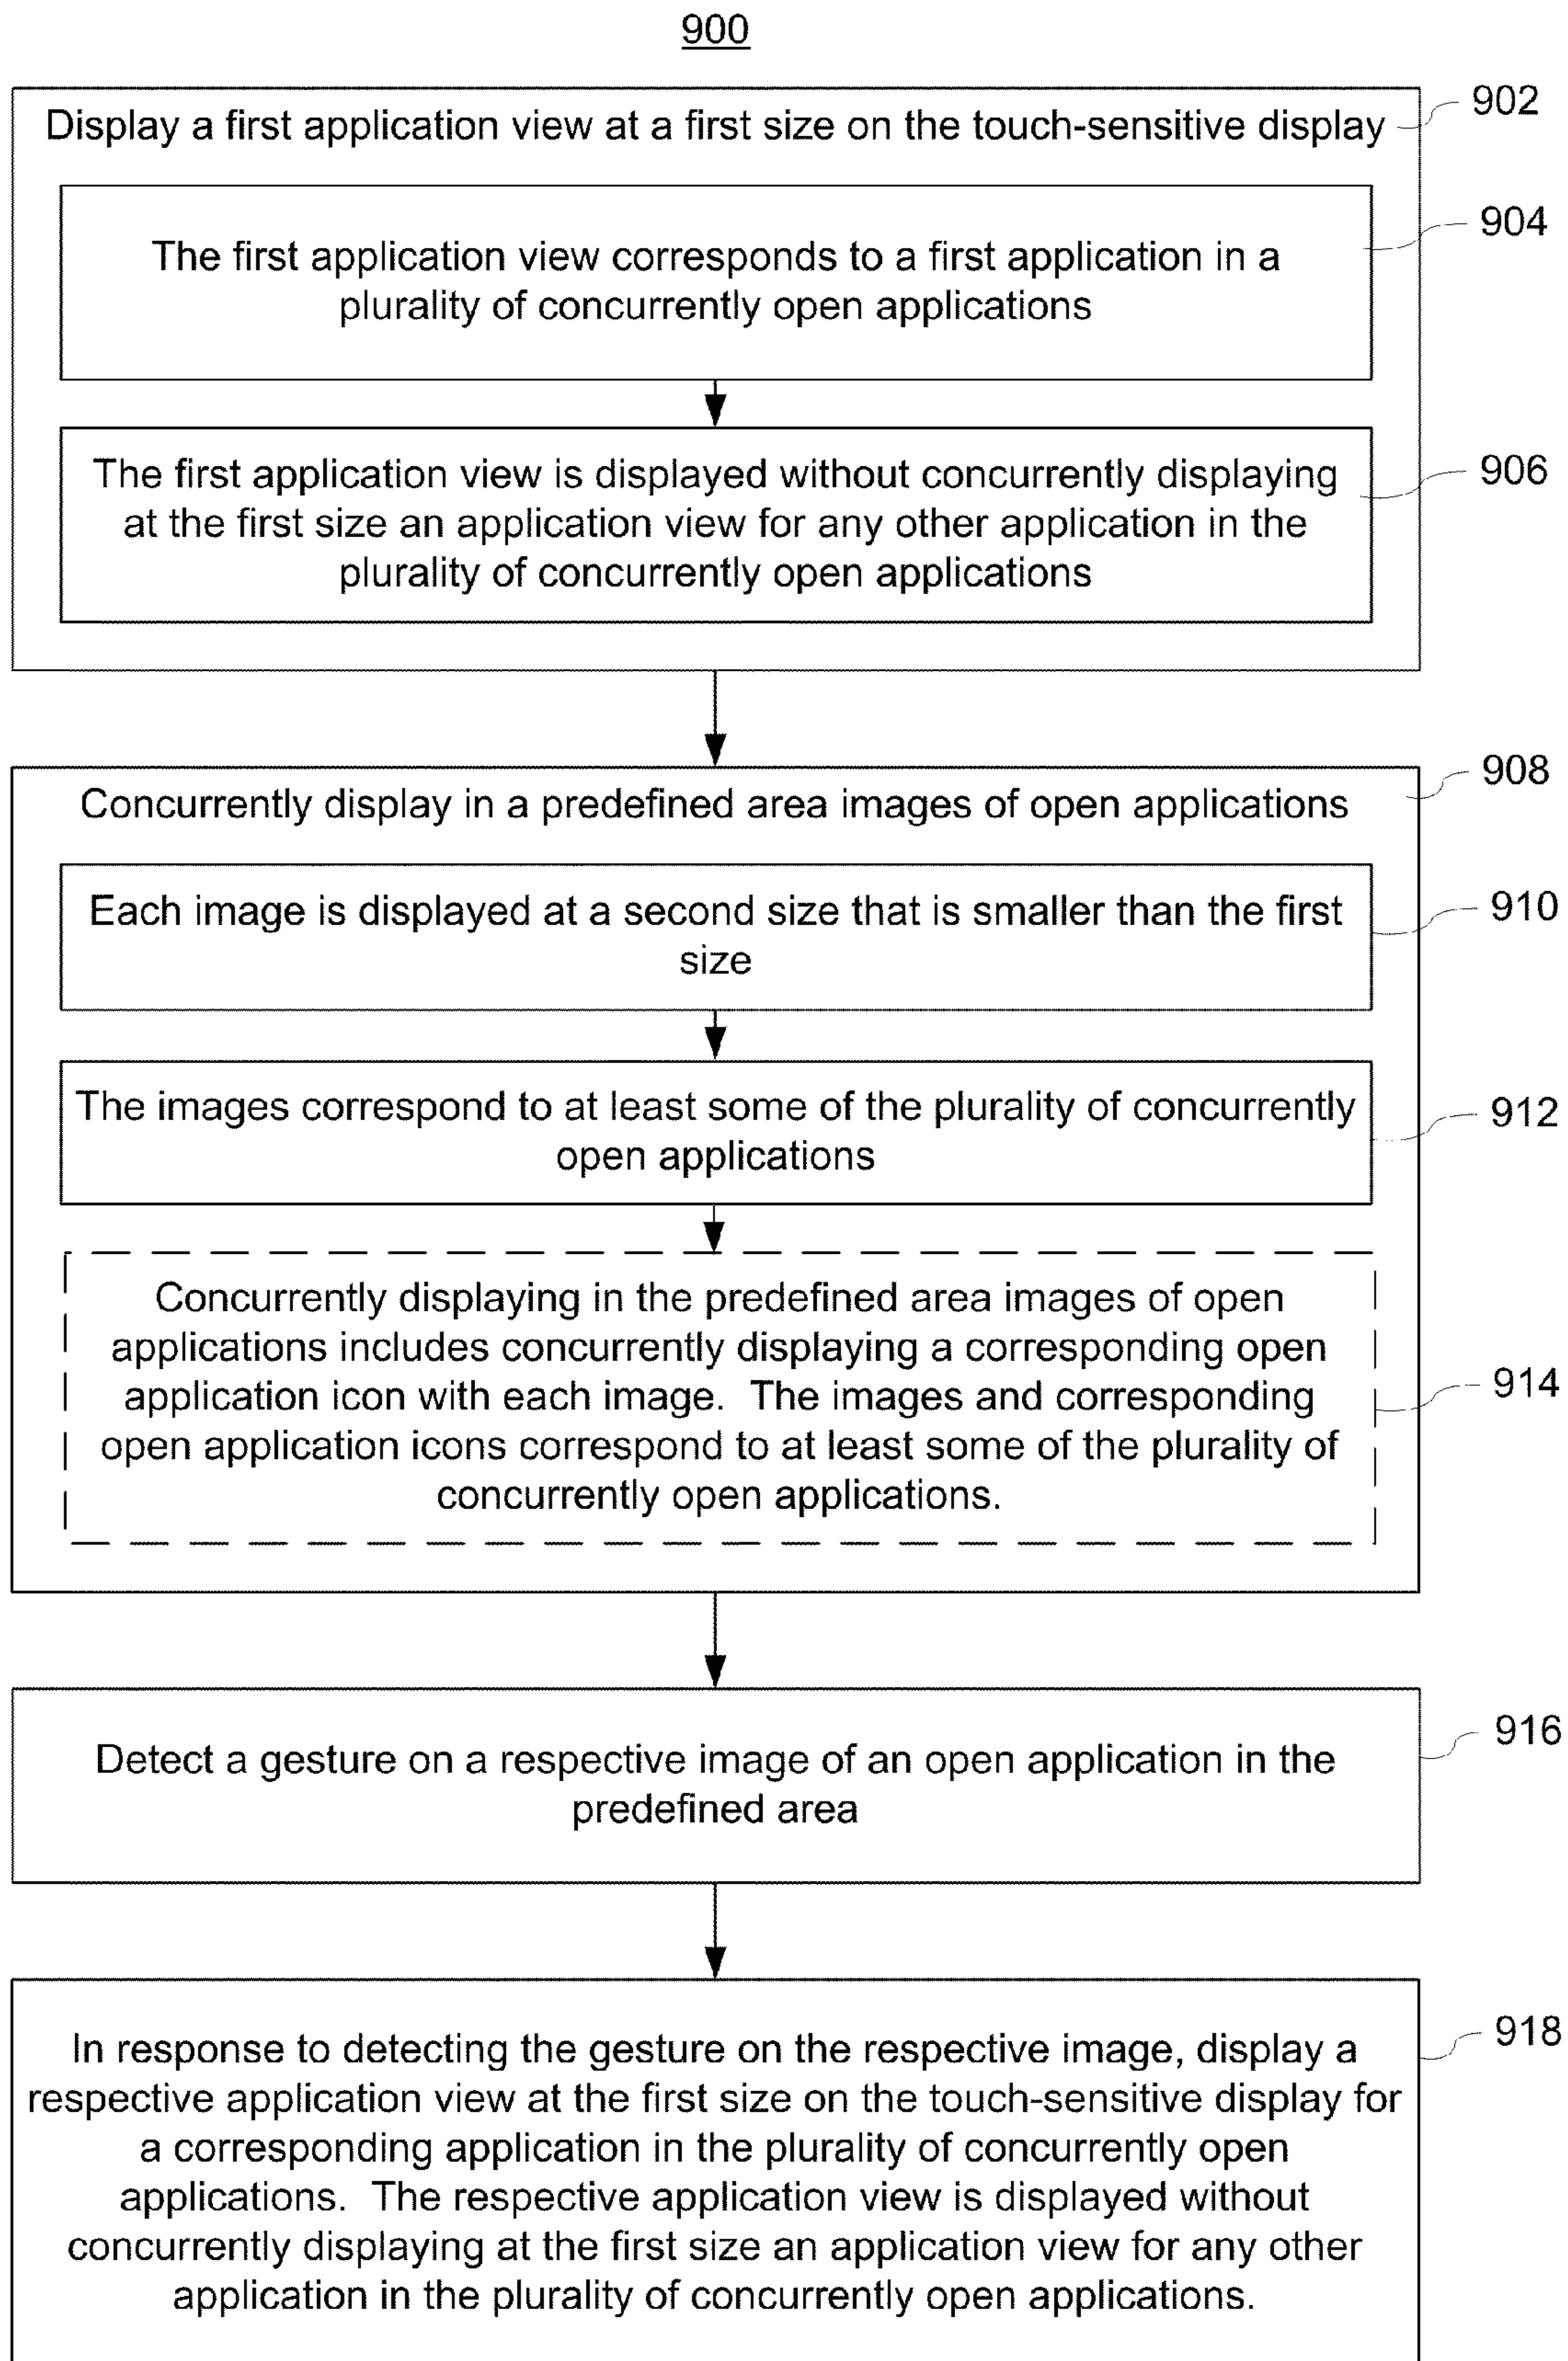 900
Display a first application view at a first size on the touch-sensitive display
902
The first application view corresponds to a first application in a
plurality of concurrently open applications
904
The first application view is displayed without concurrently displaying
at the first size an application view for any other application in the
plurality of concurrently open applications
906
Concurrently display in a predefined area images of open applications
908
Each image is displayed at a second size that is smaller than the first
size
910
The images correspond to at least some of the plurality of concurrently
open applications
912
Concurrently displaying in the predefined area images of open
applications includes concurrently displaying a corresponding open
application icon with each image.  The images and corresponding
open application icons correspond to at least some of the plurality of
concurrently open applications.
914
Detect a gesture on a respective image of an open application in the
predefined area
916
In response to detecting the gesture on the respective image, display a
respective application view at the first size on the touch-sensitive display for
a corresponding application in the plurality of concurrently open
applications.  The respective application view is displayed without
concurrently displaying at the first size an application view for any other
application in the plurality of concurrently open applications.
918